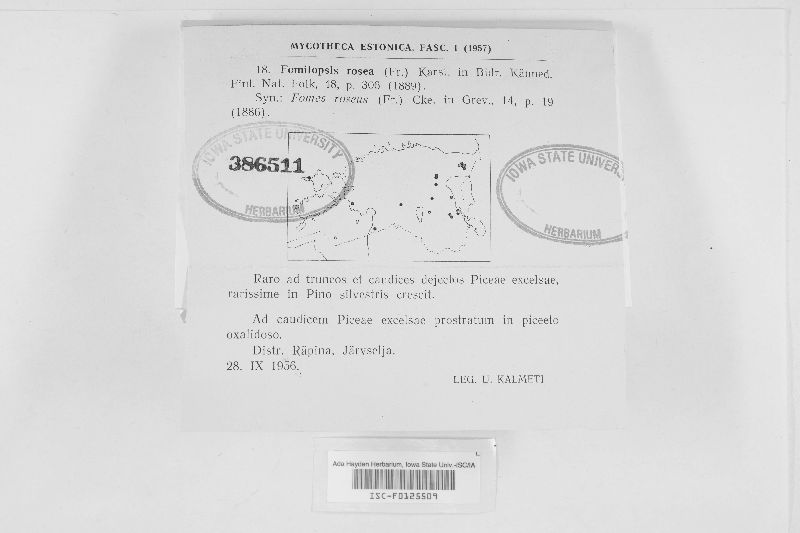 MYCOTHECA ESTONICA, FASC. I (1957)
18. Fomitopsis rosea (Fr.) Karst. in Bidr. Känned.
Finl. Nat. Folk, 48, p. 306 (1889).
Syn.: Fomes roseus (Fr.) Cke. in Grev., 14, p. 19
(1886).
IOWA STATE UNIVERSITY
386511
HERBARIUM
IOWA STATE UNIVERS
HERBARIUM
Raro ad truncos et caudices dejectos Piceae excelsae,
rarissime in Pino silvestris crescit.
Ad caudicem Piceae excelsae prostratum in piceeto
oxalidoso.
Distr. Räpina, Järvselja.
28. IX 1956.
LEG. U. KALMETI
Ada Hayden Herbarium, Iowa State Univ.-ISC/IA
ISC-F0125509